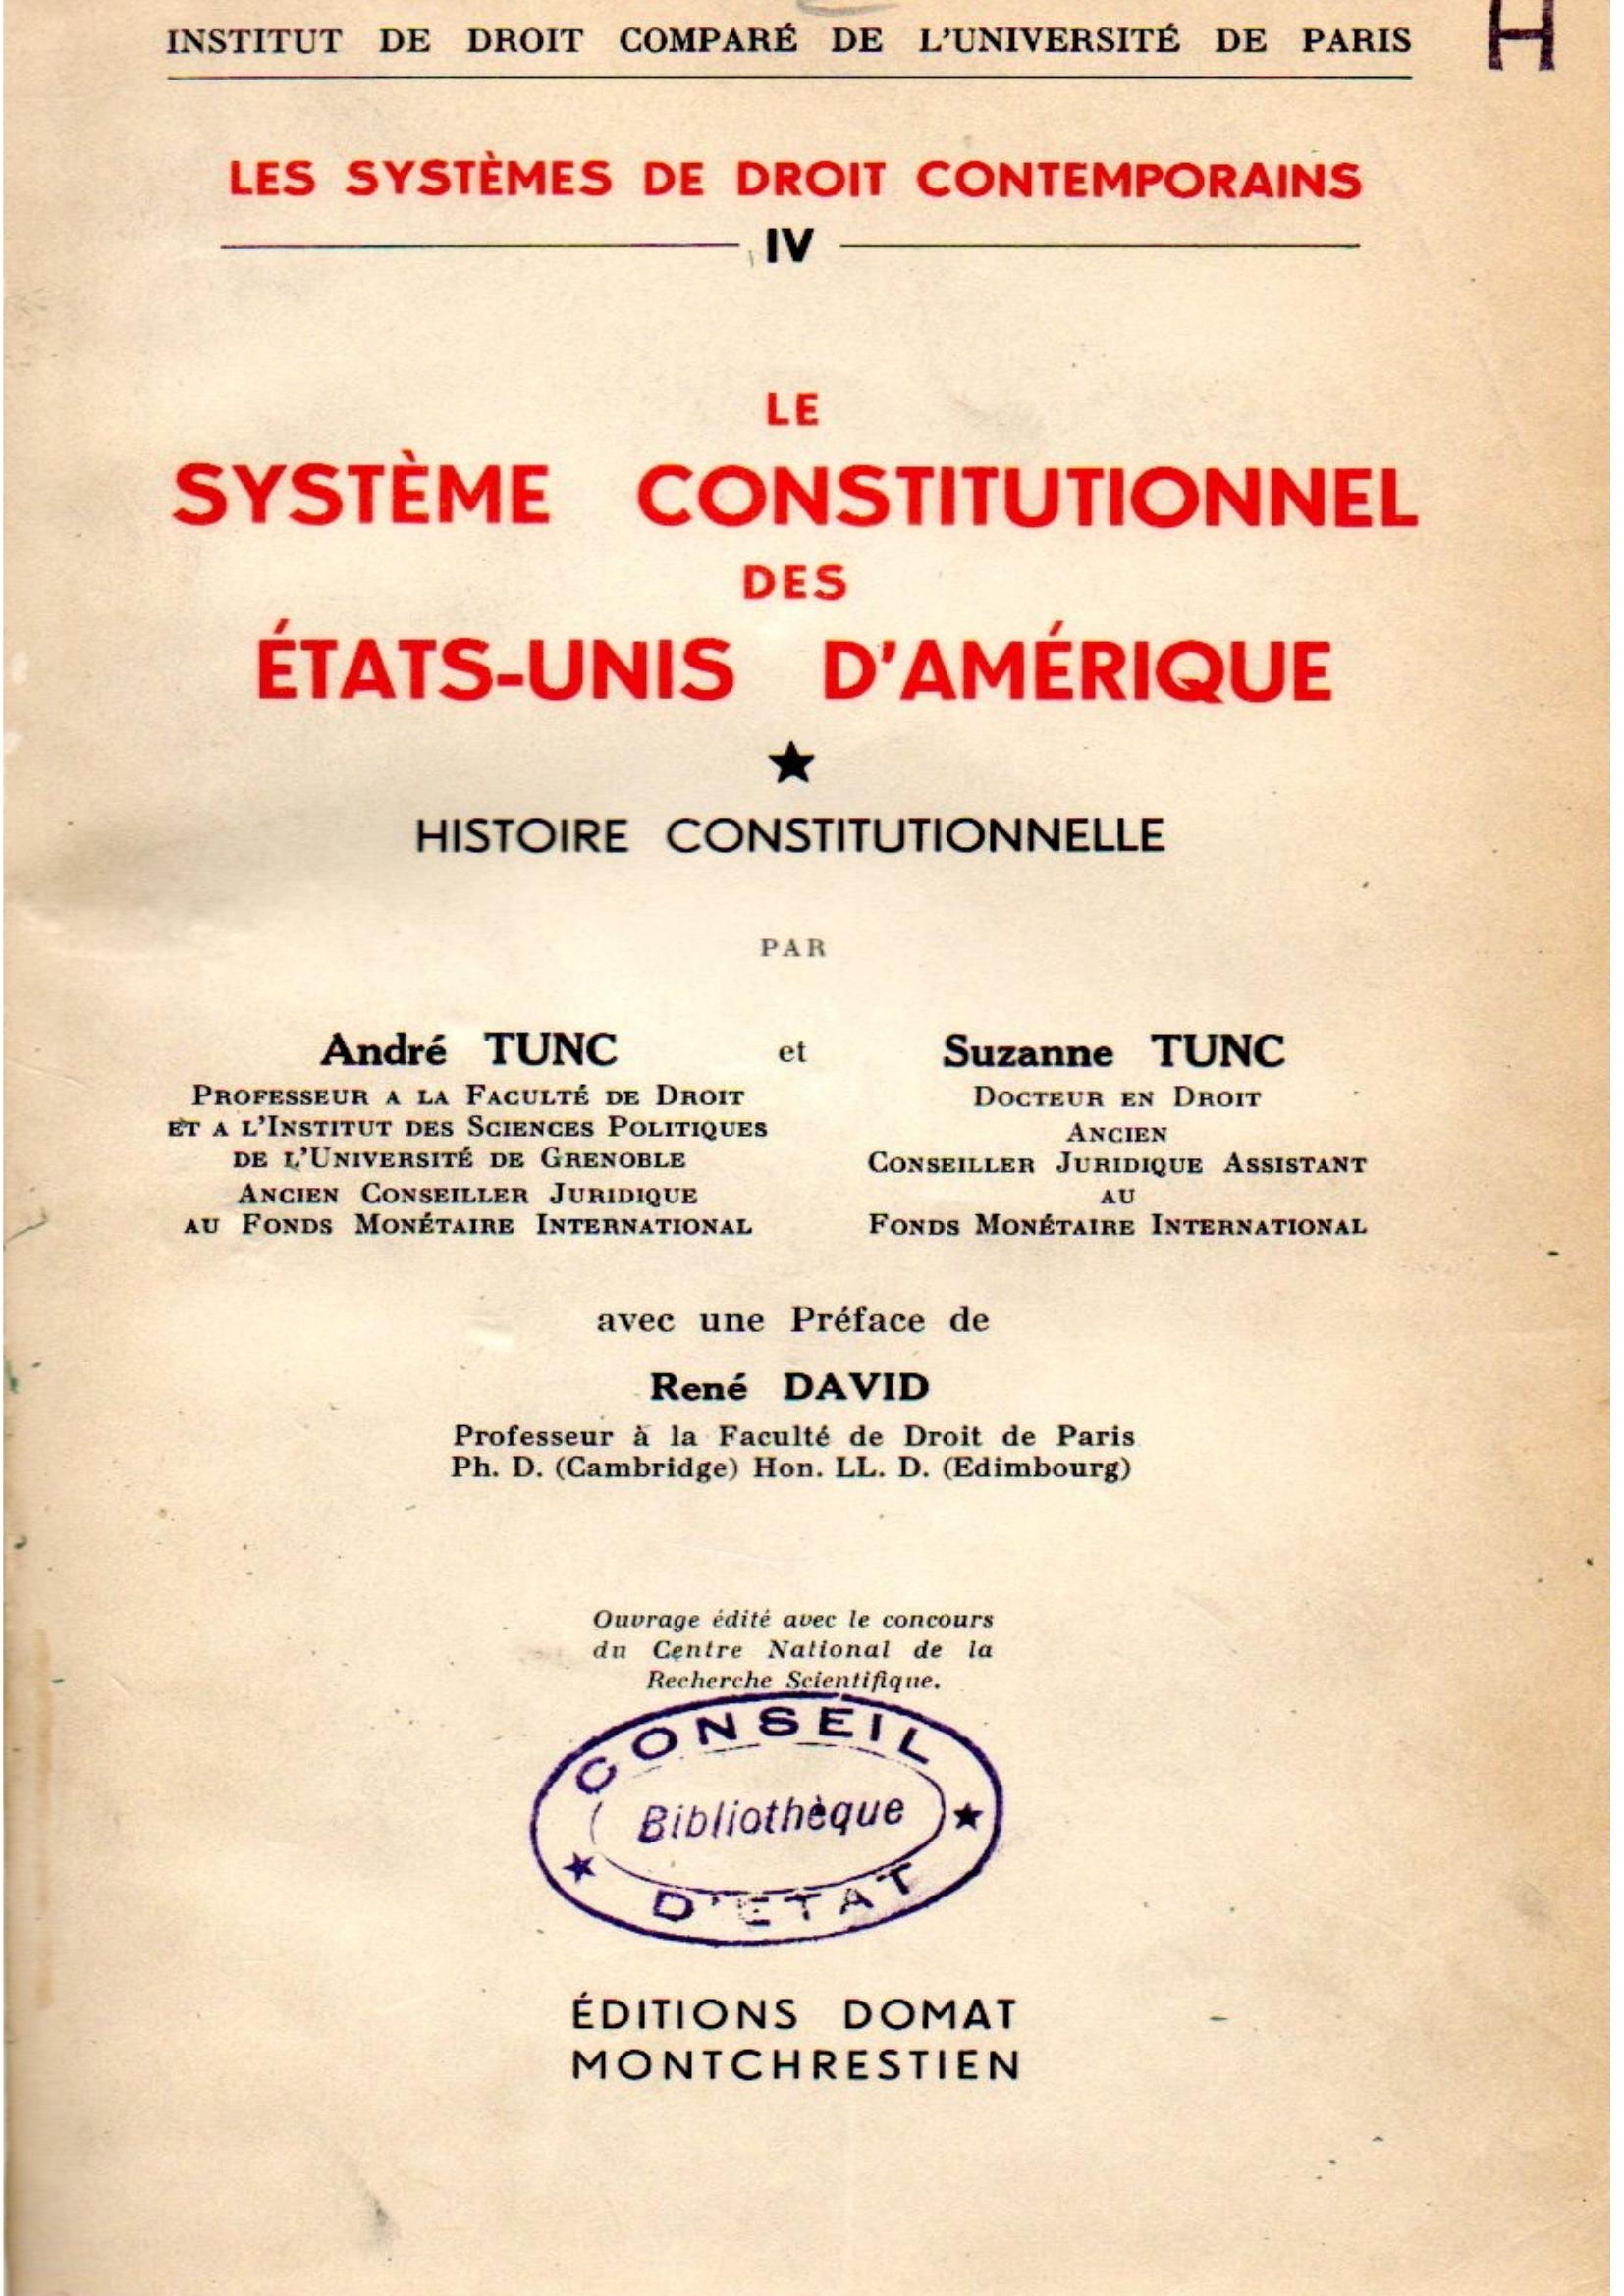 INSTITUT DE DROIT COMPARÉ DE L'UNIVERSITÉ DE PARIS
H
LES SYSTÈMES DE DROIT CONTEMPORAINS
IV
LE
SYSTÈME CONSTITUTIONNEL
DES
ÉTATS-UNIS D'AMÉRIQUE
★
HISTOIRE CONSTITUTIONNELLE
PAR
André TUNC
PROFESSEUR A LA FACULTÉ DE DROIT
ET A L'INSTITUT DES SCIENCES POLITIQUES
DE L'UNIVERSITÉ DE GRENOBLE
ANCIEN CONSEILLER JURIDIQUE
AU FONDS MONÉTAIRE INTERNATIONAL
et
Suzanne TUNC
DOCTEUR EN DROIT
ANCIEN
CONSEILLER JURIDIQUE ASSISTANT
AU
FONDS MONÉTAIRE INTERNATIONAL
avec une Préface de
René DAVID
Professeur à la Faculté de Droit de Paris
Ph. D. (Cambridge) Hon. LL. D. (Edimbourg)
Ouvrage édité avec le concours
du Centre National de la
Recherche Scientifique.
CONSEIL
Bibliothèque
D'ETAT
ÉDITIONS DOMAT
MONTCHRESTIEN